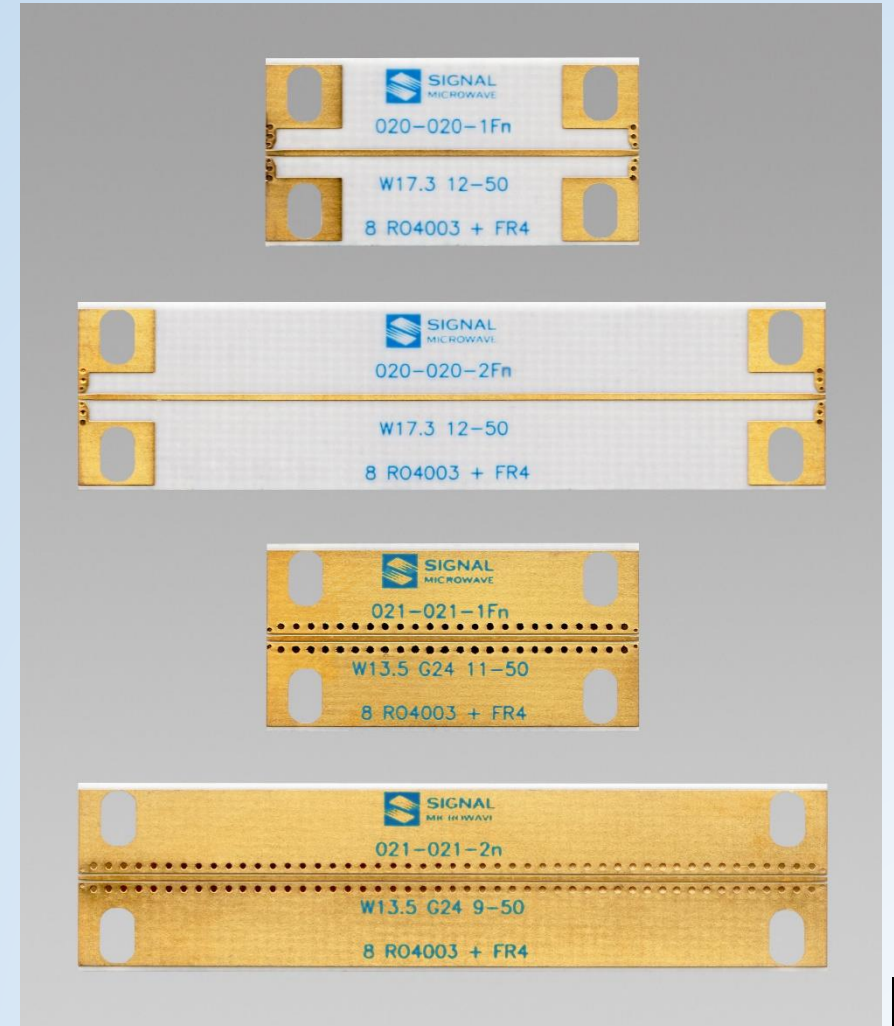 SIGNAL
MICROWAVE
020-020-1Fn
W17.3 12-50
8 RO4003 + FR4
SIGNAL
MICROWAVE
020-020-2Fn
W17.3 12-50
8 RO4003 + FR4
SIGNAL
MICROWAVE
021-021-1Fn
W13.5 G24 11-50
8 RO4003 + FR4
SIGNAL
MICROWAVE
021-021-2n
W13.5 G24 9-50
8 RO4003 + FR4